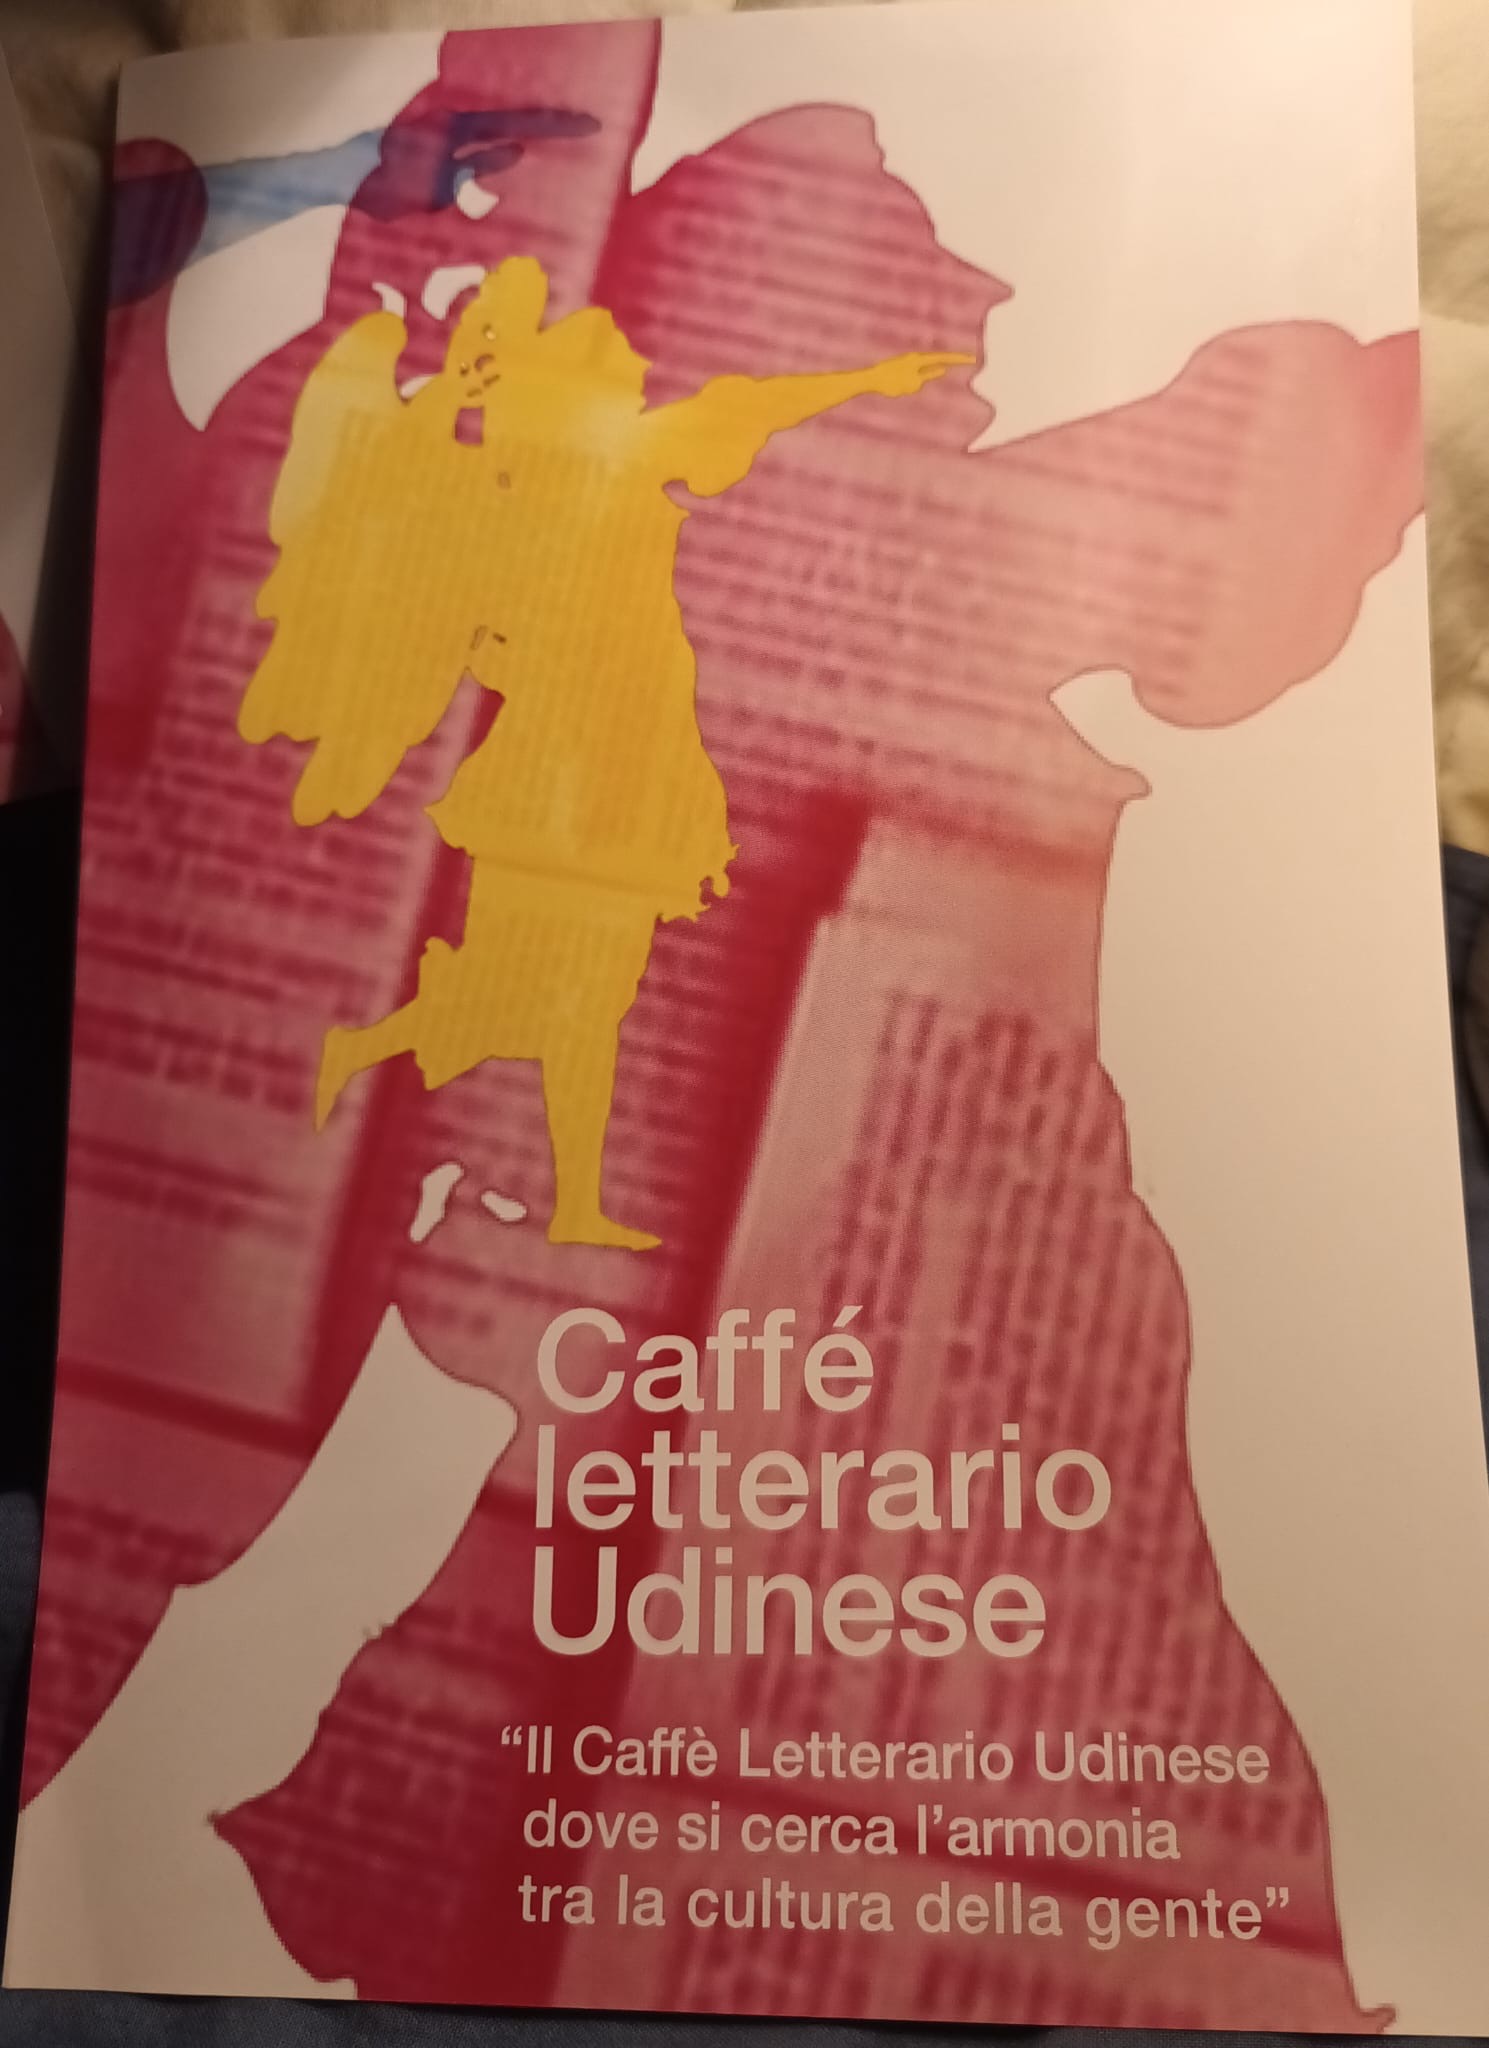 Caffé
letterario
Udinese
“Il Caffè Letterario Udinese
dove si cerca l’armonia
tra la cultura della gente”